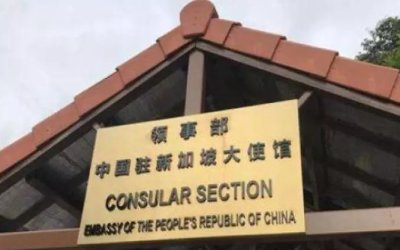 领事部
中国驻新加坡大使馆
CONSULAR SECTION
EMBASSY OF THE PEOPLE'S REPUBLIC OF CHINA